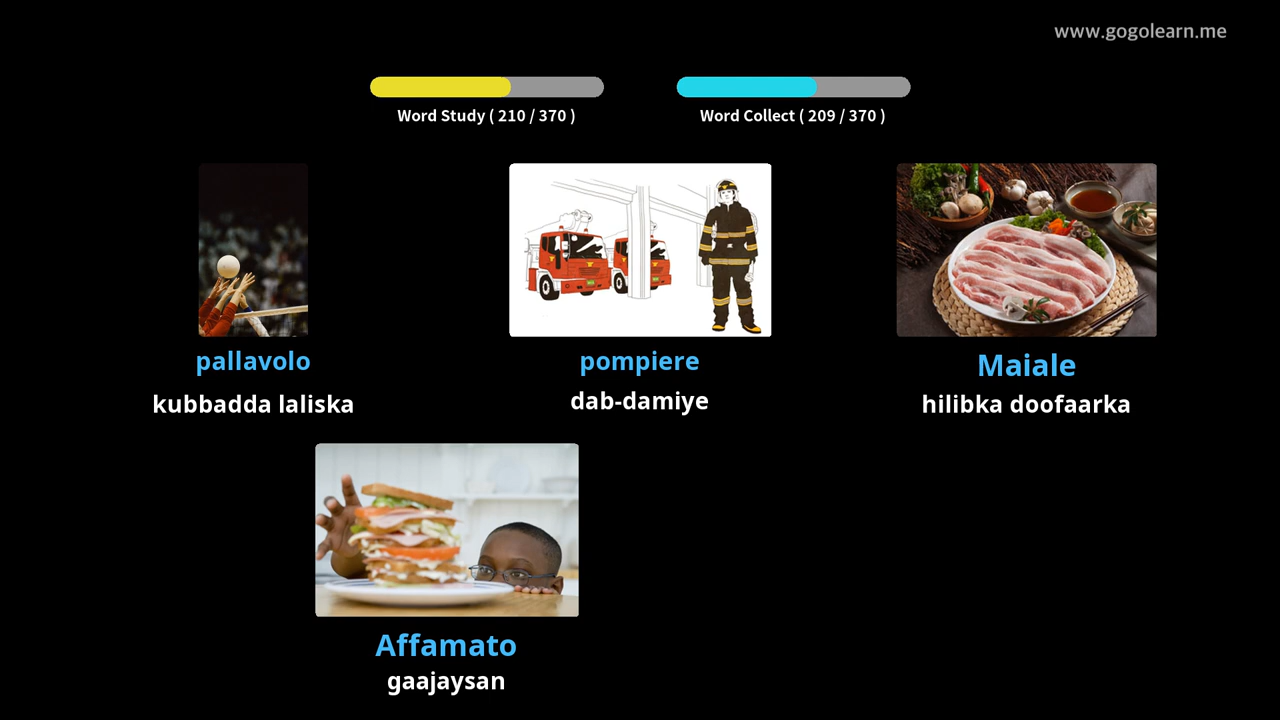 www.gogolearn.me
Word Study ( 210 / 370 )
Word Collect ( 209 / 370 )
pallavolo
kubbadda laliska
pompiere
dab-damiye
Maiale
hilibka doofaarka
Affamato
gaajaysan